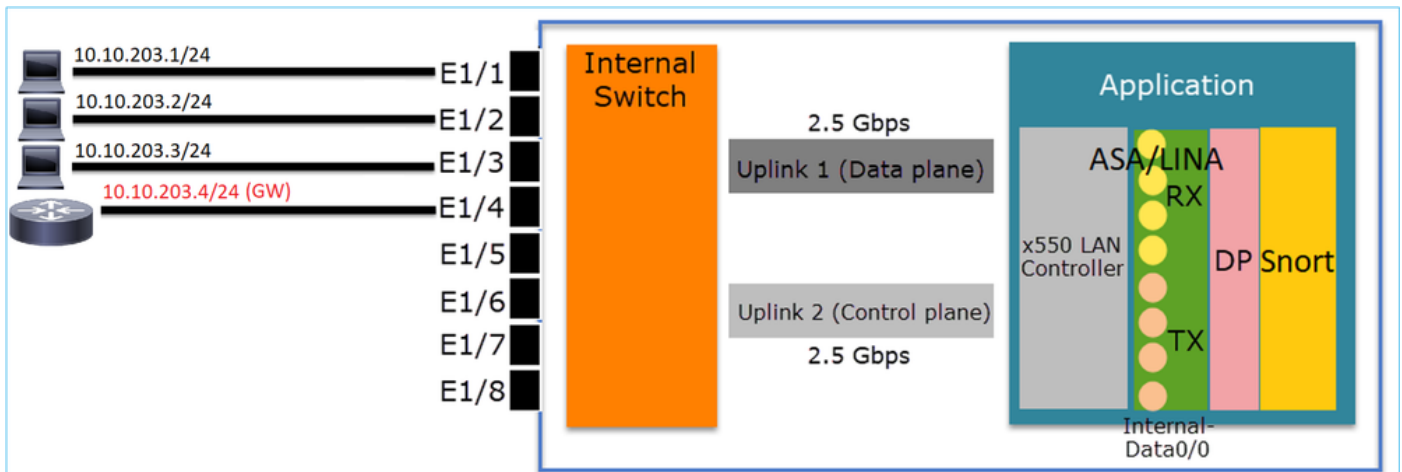 10.10.203.1/24
10.10.203.2/24
10.10.203.3/24
10.10.203.4/24 (GW)
E1/1
E1/2
E1/3
E1/4
E1/5
E1/6
E1/7
E1/8
Internal
Switch
2.5 Gbps
Uplink 1 (Data plane)
Uplink 2 (Control plane)
2.5 Gbps
Application
x550 LAN
Controller
ASA/LINA
RX
TX
DP
Snort
Internal-
Data0/0